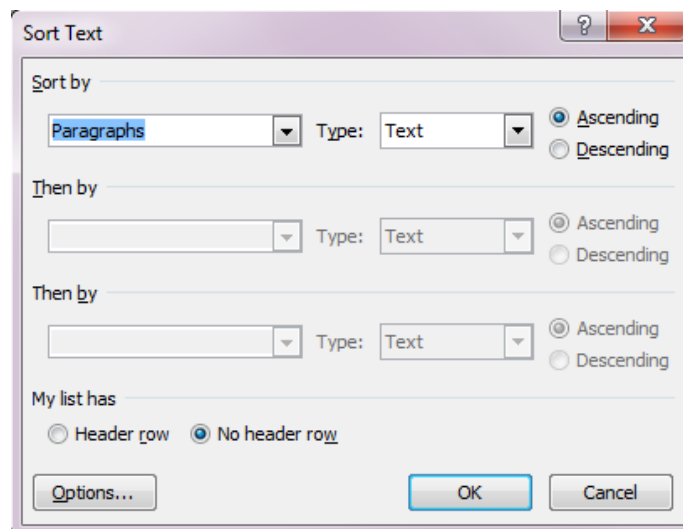 Sort Text
?
Sort by
Paragraphs Type: Text Ascending
Descending
Then by
Type: Text Ascending
Descending
Then by
Type: Text Ascending
Descending
My list has
Header row No header row
Options... OK Cancel